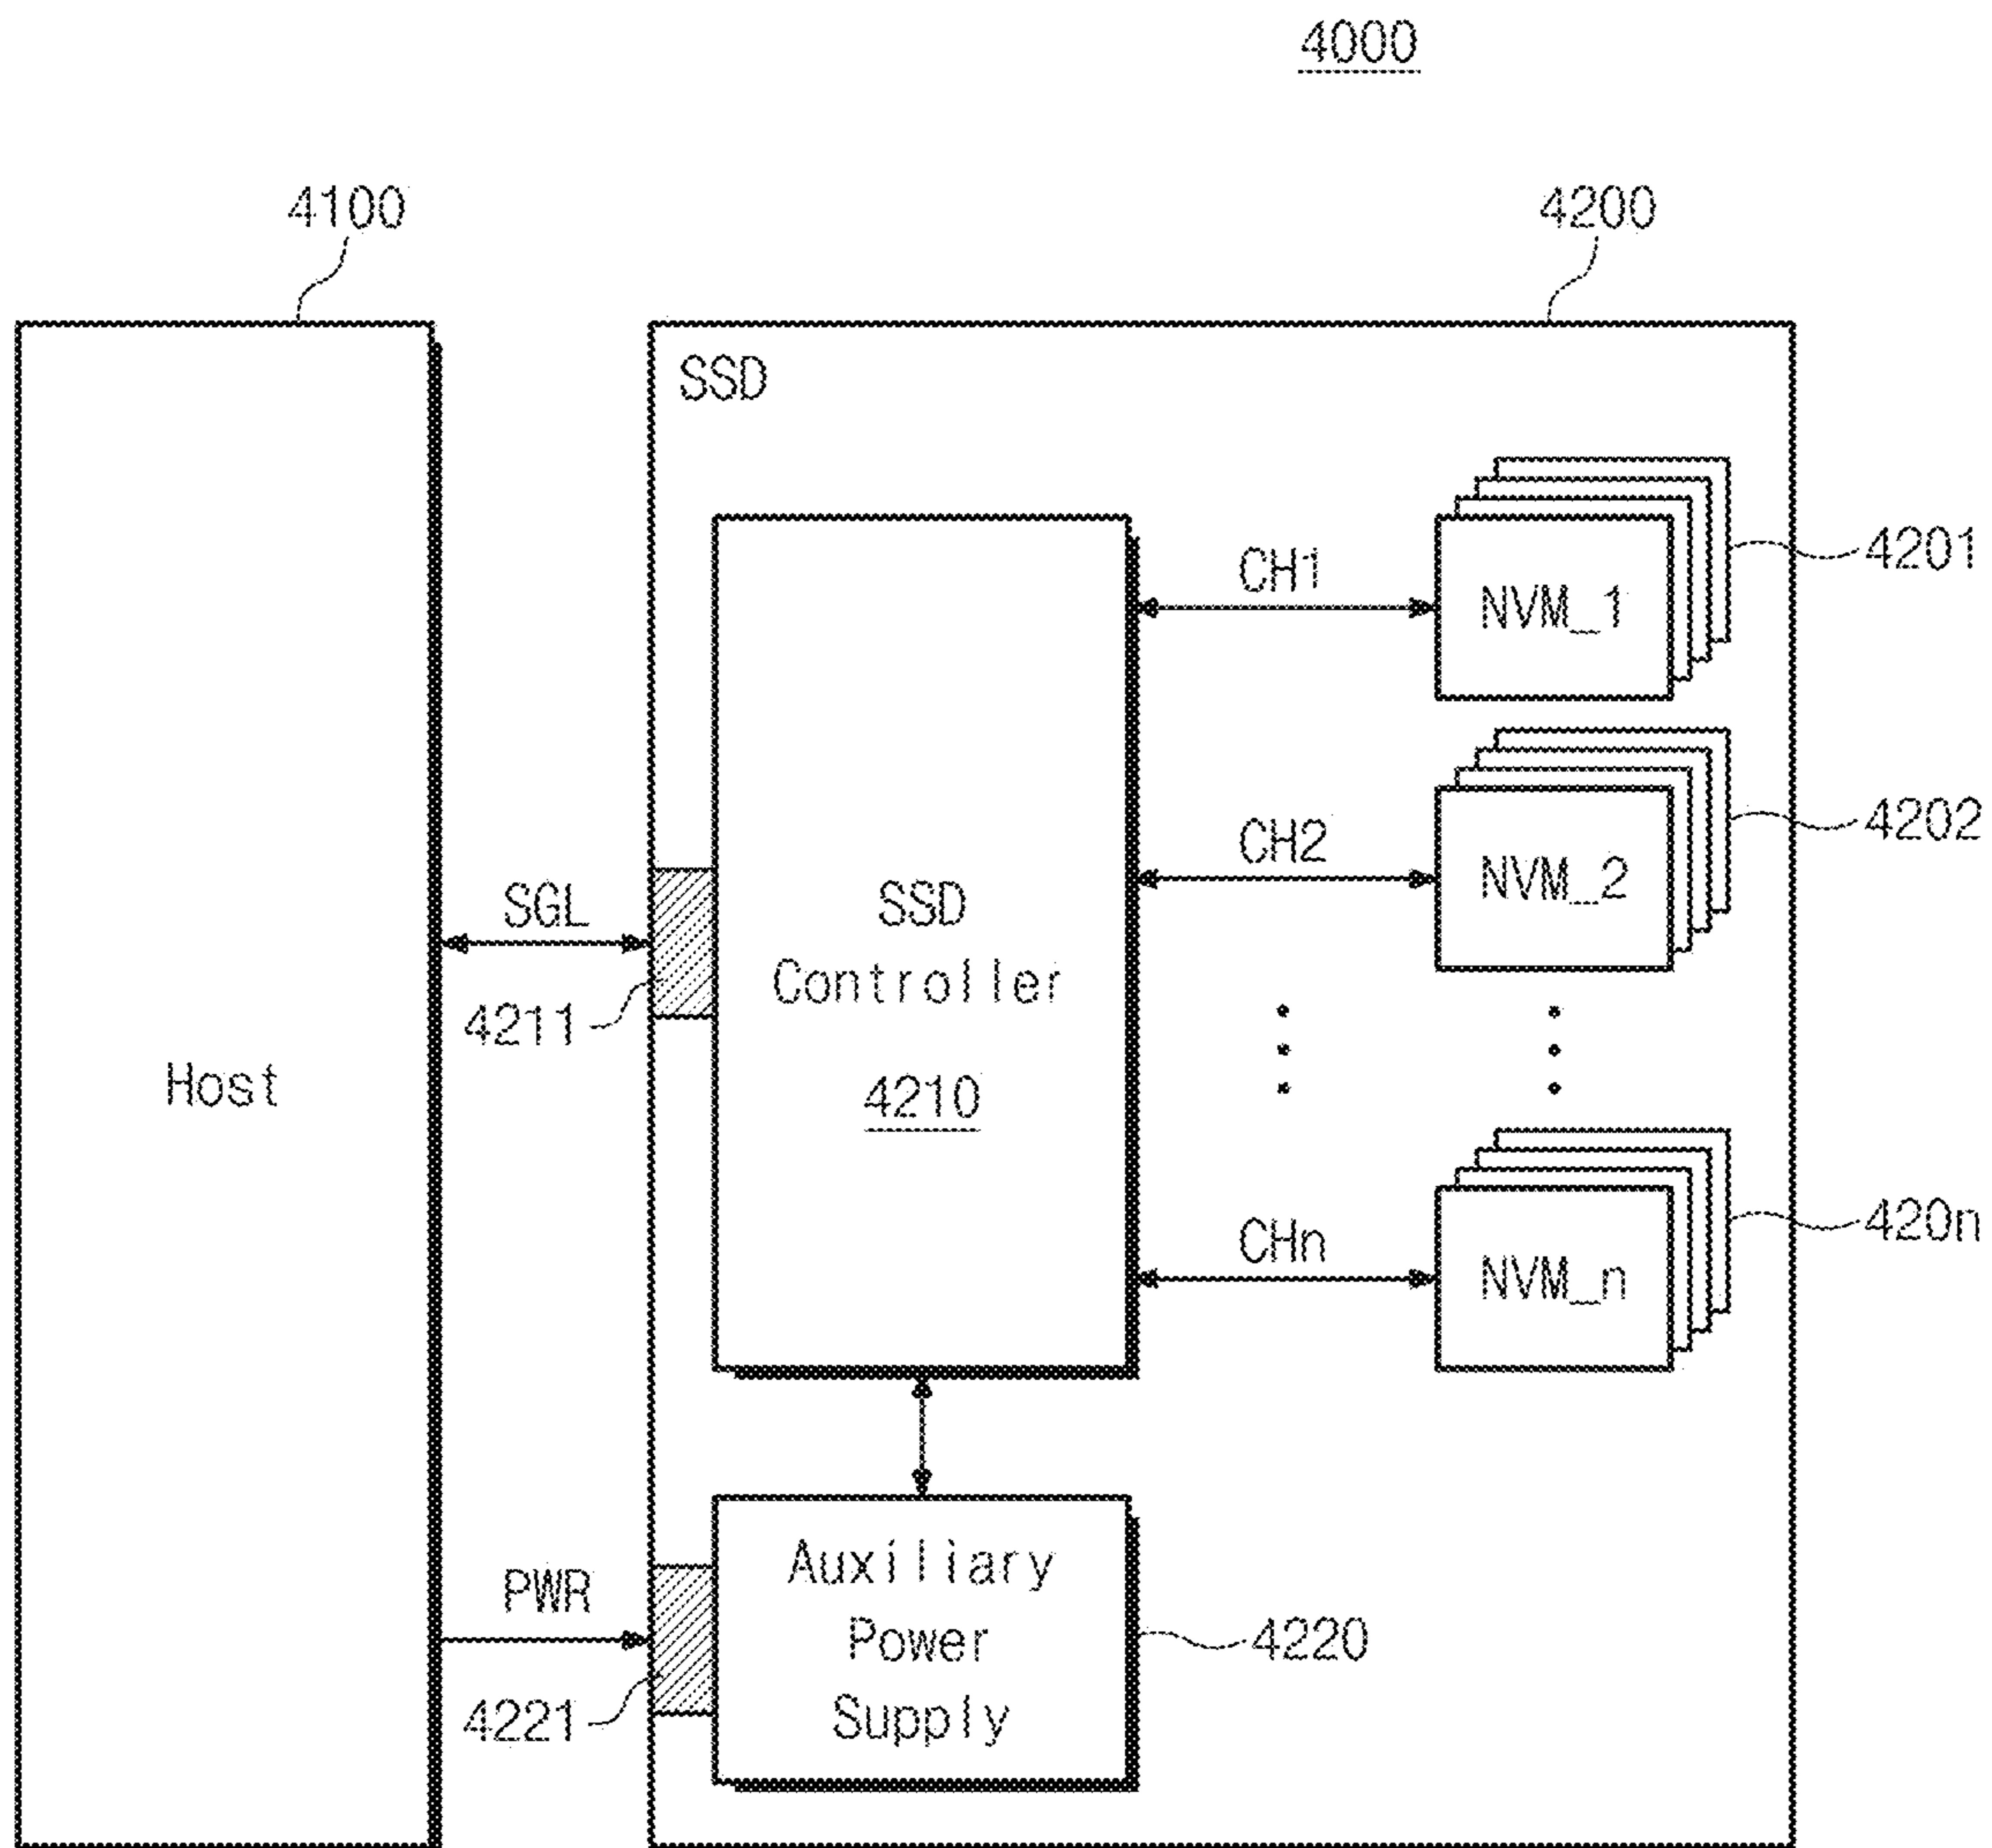 4000
4100
4200
SSD
CH1
NVM_1
4201
CH2
NVM_2
4202
SGL
4211
SSD
Controller
4210
Host
CHn
NVM_n
420n
PWR
4221
Auxiliary
Power
Supply
4220